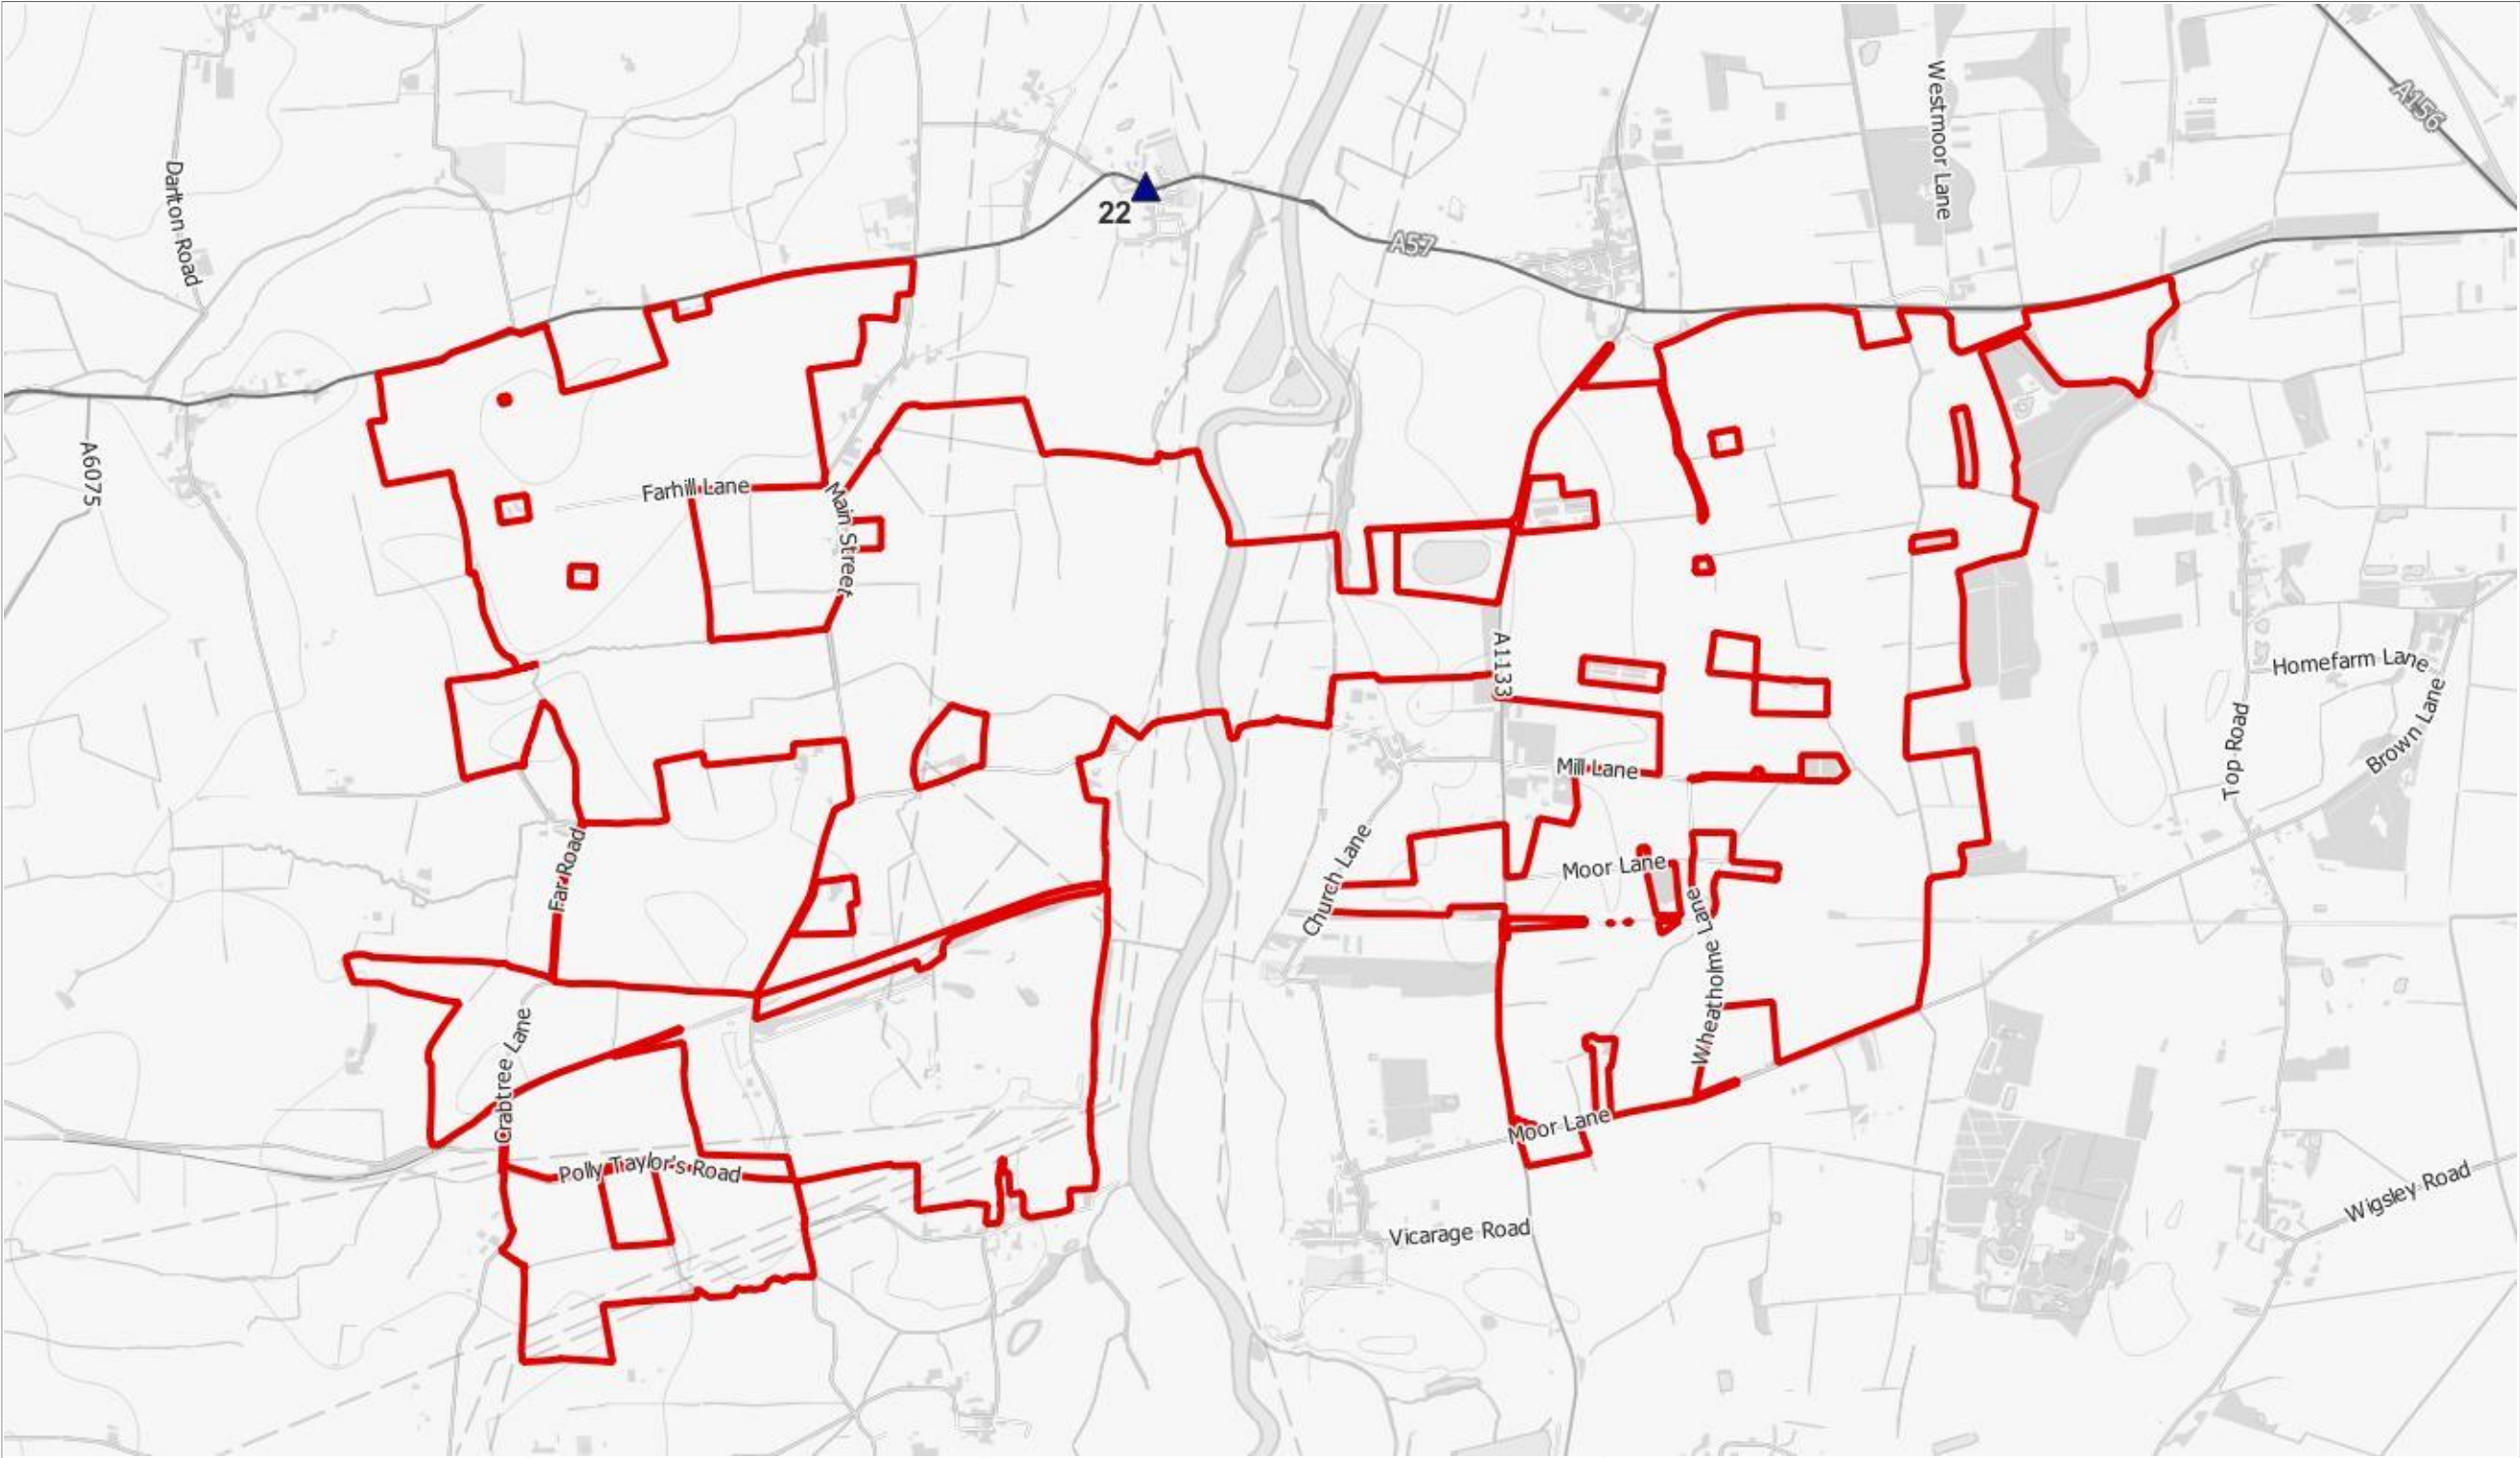 A156
Westmoor Lane
Darlton Road
22
A57
A6075
Farhill Lane
Main Street
A1133
Homefarm Lane
Brown Lane
Top Road
Mill Lane
Church Lane
Moor Lane
Far Road
Wheatholme Lane
Crabtree Lane
Moor Lane
Polly Taylor's Road
Wigsley Road
Vicarage Road